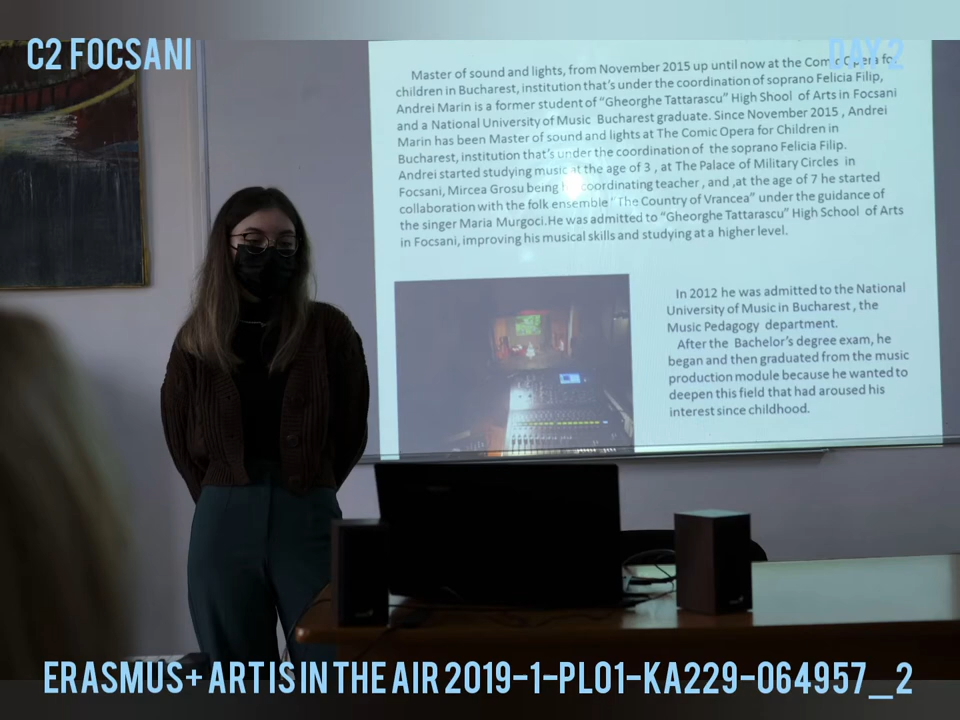 C2 FOCSANI
DAY 2
Master of sound and lights, from November 2015 up until now at the Comic Opera for
children in Bucharest, institution that's under the coordination of soprano Felicia Filip,
Andrei Marin is a former student of "Gheorghe Tattarascu" High Shool of Arts in Focsani
and a National University of Music Bucharest graduate. Since November 2015 , Andrei
Marin has been Master of sound and lights at The Comic Opera for Children in
Bucharest, institution that's under the coordination of the soprano Felicia Filip.
Andrei started studying music at the age of 3 , at The Palace of Military Circles in
Focsani, Mircea Grosu being coordinating teacher , and ,at the age of 7 he started
collaboration with the folk ensemble "The Country of Vrancea" under the guidance of
the singer Maria Murgoci.He was admitted to "Gheorghe Tattarascu" High School of Arts
in Focsani, improving his musical skills and studying at a higher level.
In 2012 he was admitted to the National
University of Music in Bucharest , the
Music Pedagogy department.
After the Bachelor's degree exam, he
began and then graduated from the music
production module because he wanted to
deepen this field that had aroused his
interest since childhood.
ERASMUS+ ART IS IN THE AIR 2019-1-PL01-KA229-064957_2